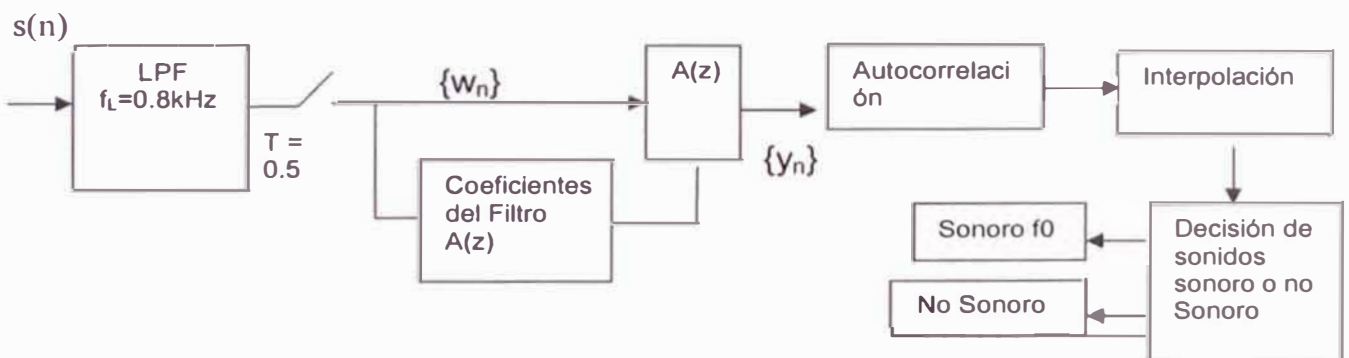 s(n)
LPF
fL=0.8kHz
T =
0.5
{wn}
Coeficientes
del Filtro
A(z)
A(z)
{yn}
Autocorrelaci
ón
Interpolación
Decisión de
sonidos
sonoro o no
Sonoro
Sonoro f0
No Sonoro